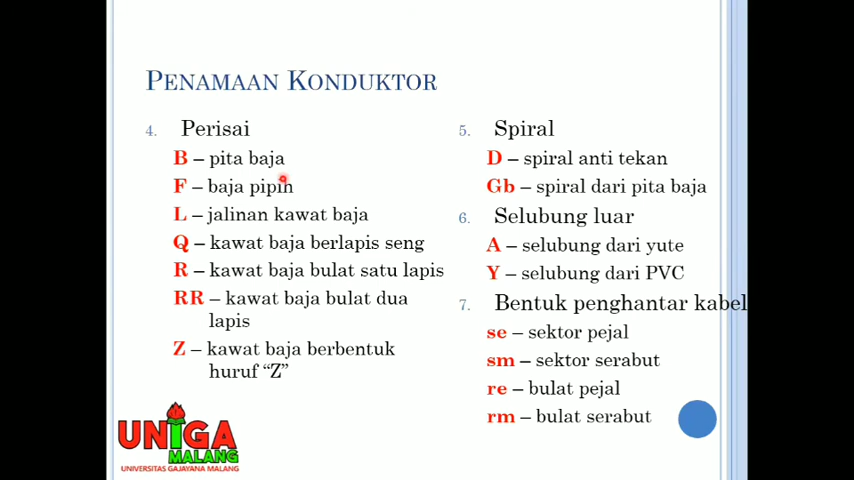 PENAMAAN KONDUKTOR
4. Perisai
B – pita baja
F – baja pipih
L – jalinan kawat baja
Q – kawat baja berlapis seng
R – kawat baja bulat satu lapis
RR – kawat baja bulat dua
lapis
Z – kawat baja berbentuk
huruf “Z”
5. Spiral
D – spiral anti tekan
Gb – spiral dari pita baja
6. Selubung luar
A – selubung dari yute
Y – selubung dari PVC
7. Bentuk penghantar kabel
se – sektor pejal
sm – sektor serabut
re – bulat pejal
rm – bulat serabut
UNIGA
MALANG
UNIVERSITAS GAJAYANA MALANG